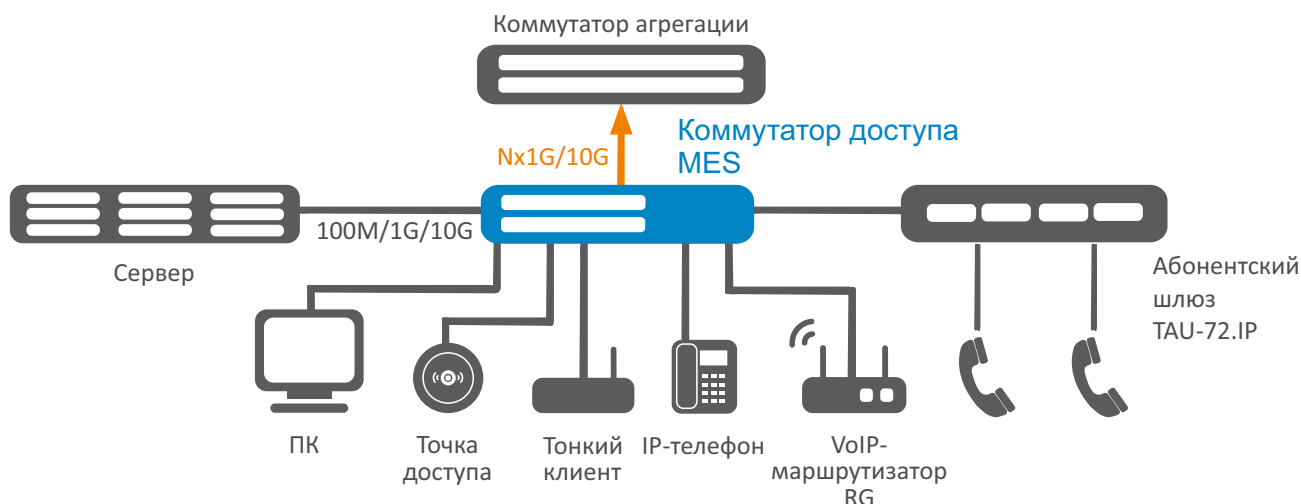 Коммутатор агрегации
Nx1G/10G
Коммутатор доступа
MES
100M/1G/10G
Сервер
Абонентский
шлюз
TAU-72.IP
ПК
Точка
доступа
Тонкий
клиент
IP-телефон
VoIP-
маршрутизатор
RG